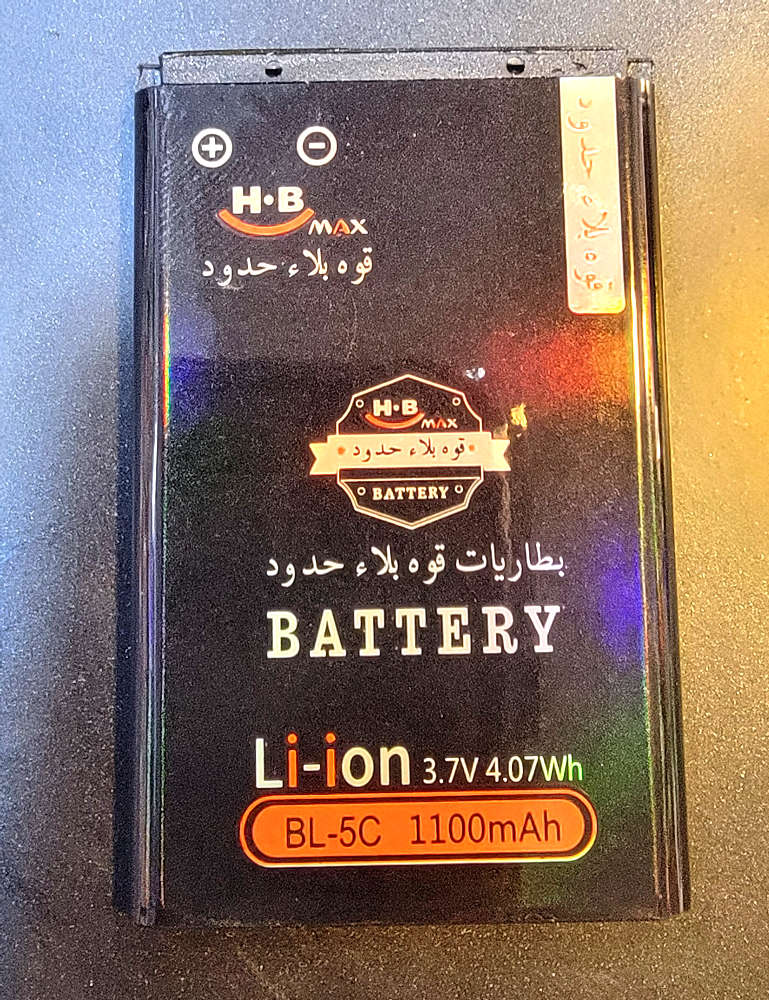 + -
H·B
MAX
قوه بلاء حدود
قوه بلاء حدود
H·B
MAX
قوه بلاء حدود
BATTERY
بطاريات قوه بلاء حدود
BATTERY
Li-ion 3.7V 4.07Wh
BL-5C 1100mAh